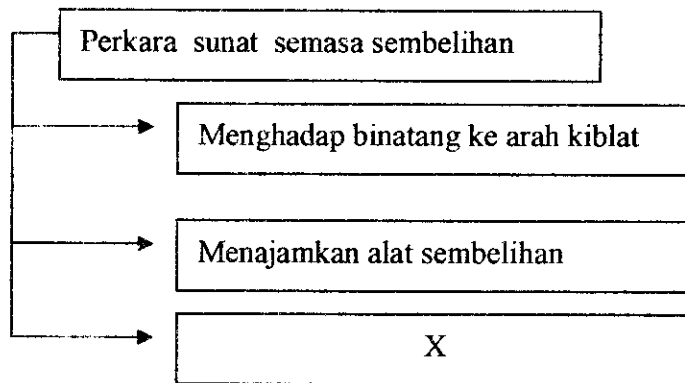 Perkara sunat semasa sembelihan
Menghadap binatang ke arah kiblat
Menajamkan alat sembelihan
X